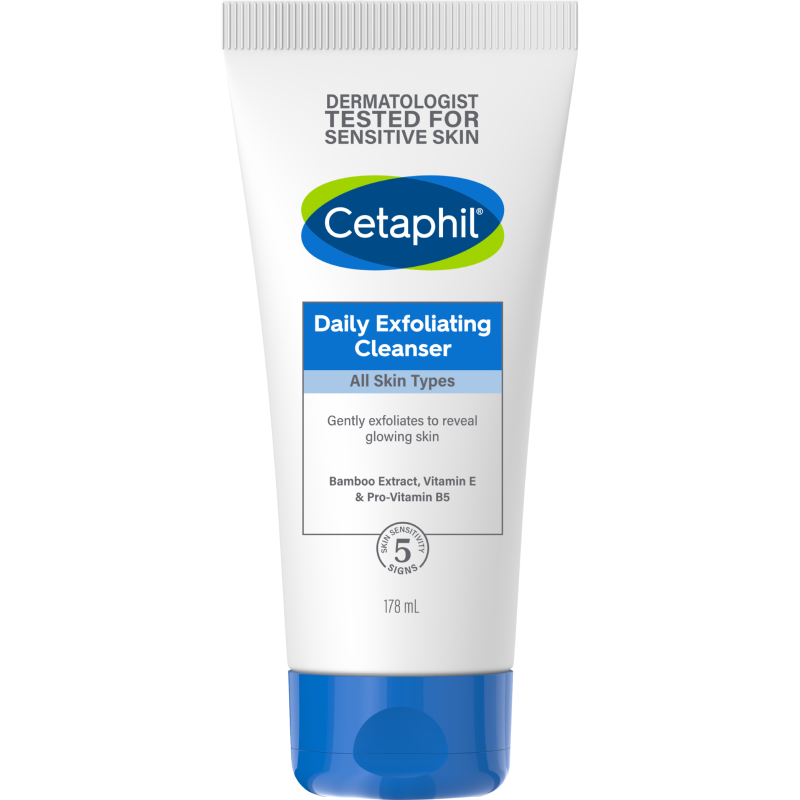 DERMATOLOGIST
TESTED FOR
SENSITIVE SKIN
Cetaphil®
Daily Exfoliating
Cleanser
All Skin Types
Gently exfoliates to reveal
glowing skin
Bamboo Extract, Vitamin E
& Pro-Vitamin B5
SKIN SENSITIVITY
5
SIGNS
178 mL